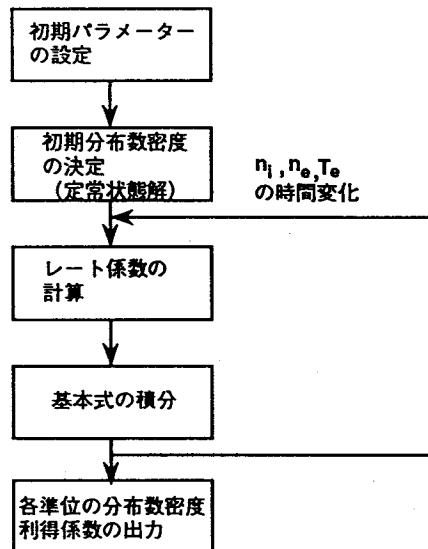 初期パラメーター
の設定
初期分布数密度
の決定
(定常状態解)
n_i, n_e, T_e
の時間変化
レート係数の
計算
基本式の積分
各準位の分布数密度
利得係数の出力